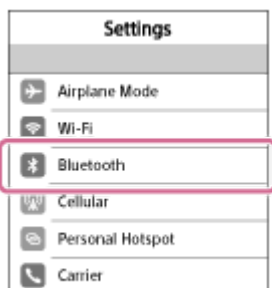 Settings
Airplane Mode
Wi-Fi
Bluetooth
Cellular
Personal Hotspot
Carrier